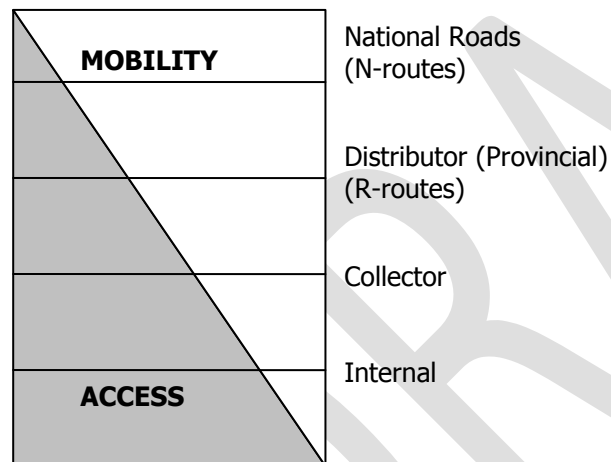 MOBILITY
National Roads
(N-routes)
Distributor (Provincial)
(R-routes)
Collector
Internal
ACCESS